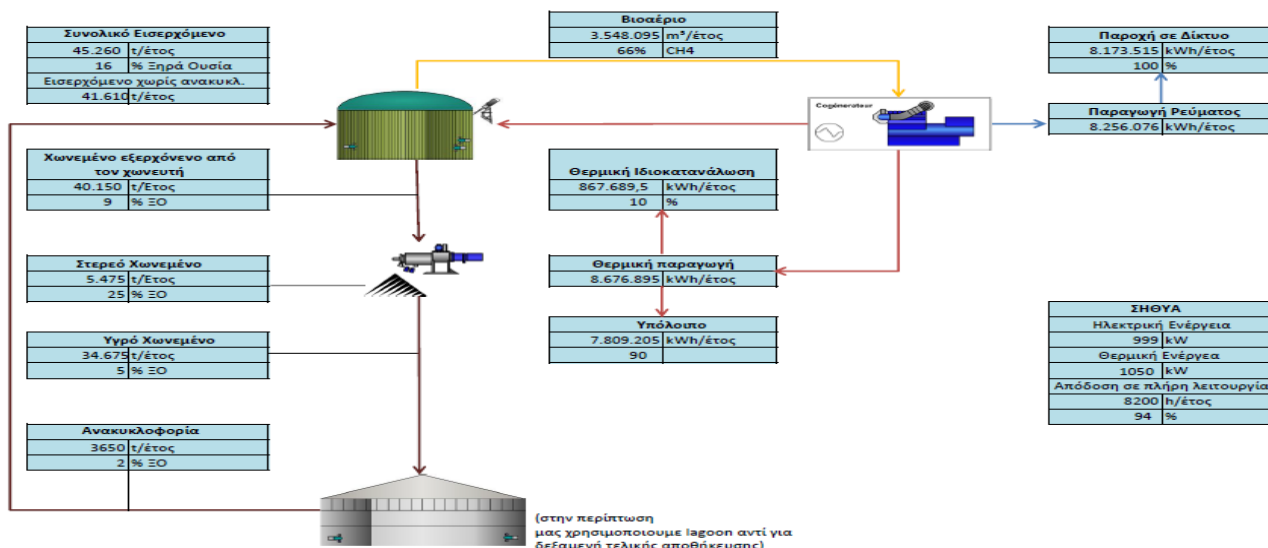 Συνολικό Εισερχόμενο
45.260 t/έτος
16 % Ξηρά Ουσία
Εισερχόμενο χωρίς ανακυκλ.
41.610 t/έτος
Βιοαέριο
3.548.095 m³/έτος
66% CH4
Παροχή σε Δίκτυο
8.173.515 kWh/έτος
100 %
Cogénerateur
Παραγωγή Ρεύματος
8.256.076 kWh/έτος
Χωνεμένο εξερχόνενο από
τον χωνευτή
40.150 t/Έτος
9 % ΞΟ
Θερμική Ιδιοκατανάλωση
867.689,5 kWh/έτος
10 %
Στερεό Χωνεμένο
5.475 t/Έτος
25 % ΞΟ
Θερμική παραγωγή
8.676.895 kWh/έτος
Υγρό Χωνεμένο
34.675 t/έτος
5 % ΞΟ
Υπόλοιπο
7.809.205 kWh/έτος
90
ΣΗΘΥΑ
Ηλεκτρική Ενέργεια
999 kW
Θερμική Ενέργεα
1050 kW
Απόδοση σε πλήρη λειτουργία
8200 h/έτος
94 %
Ανακυκλοφορία
3650 t/έτος
2 % ΞΟ
(στην περίπτωση
μας χρησιμοποιουμε lagoon αντί για
δεξαμενή τελικής αποθήκευσης)